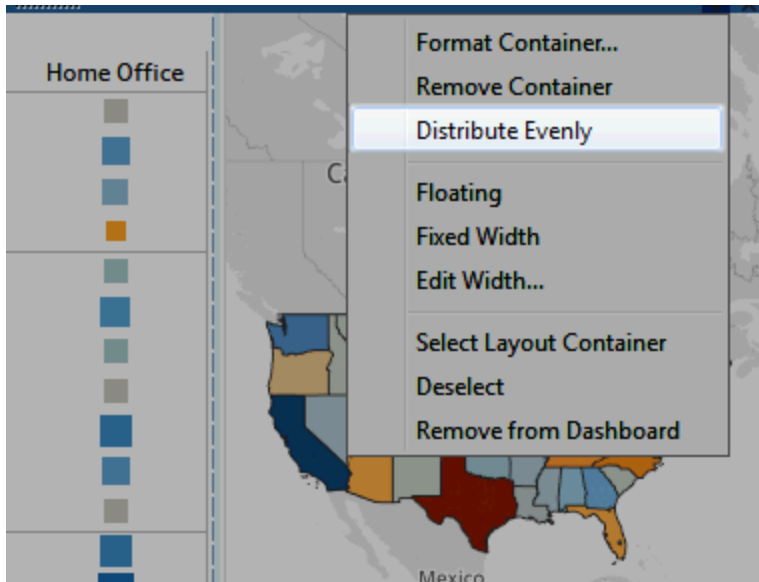 Home Office
Format Container...
Remove Container
Distribute Evenly
Floating
Fixed Width
Edit Width...
Select Layout Container
Deselect
Remove from Dashboard
Mexico